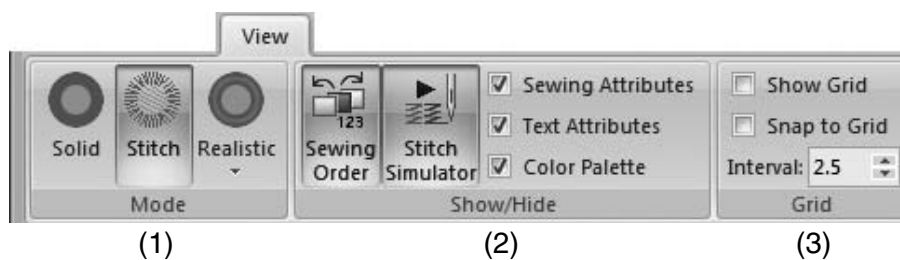 View
Solid
Stitch
Realistic
Mode
123
Sewing Order
Stitch Simulator
Sewing Attributes
Text Attributes
Color Palette
Show/Hide
Show Grid
Snap to Grid
Interval: 2.5
Grid
(1)
(2)
(3)